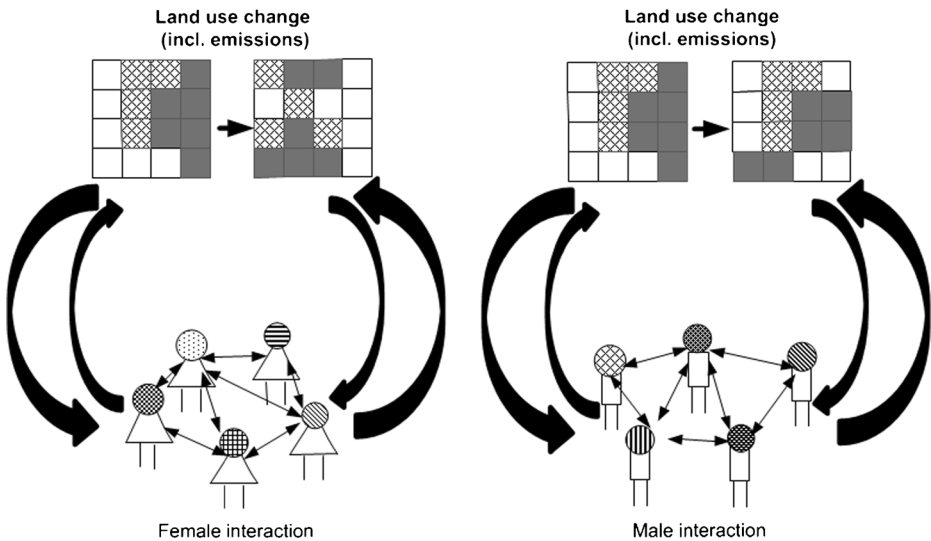 Land use change
(incl. emissions)
Land use change
(incl. emissions)
Female interaction
Male interaction